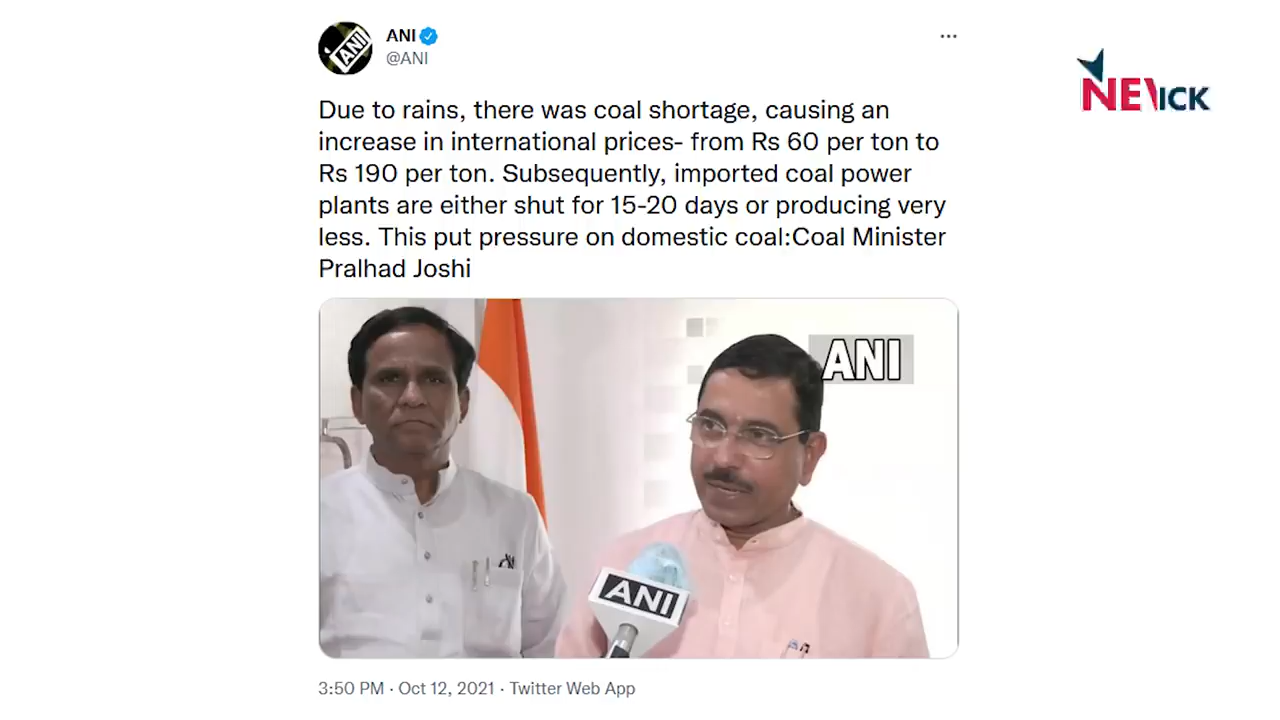 ANI
@ANI
NEWICK
Due to rains, there was coal shortage, causing an
increase in international prices- from Rs 60 per ton to
Rs 190 per ton. Subsequently, imported coal power
plants are either shut for 15-20 days or producing very
less. This put pressure on domestic coal:Coal Minister
Pralhad Joshi
ANI
ANI
3:50 PM · Oct 12, 2021 · Twitter Web App